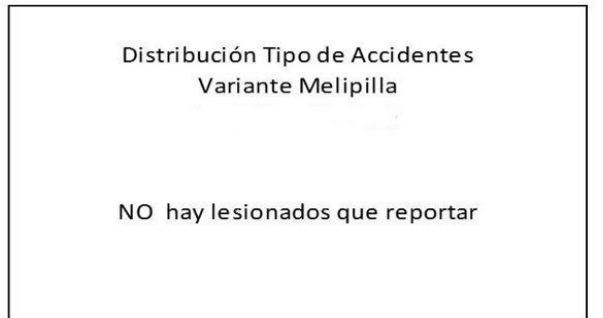 Distribución Tipo de Accidentes
Variante Melipilla
NO hay lesionados que reportar